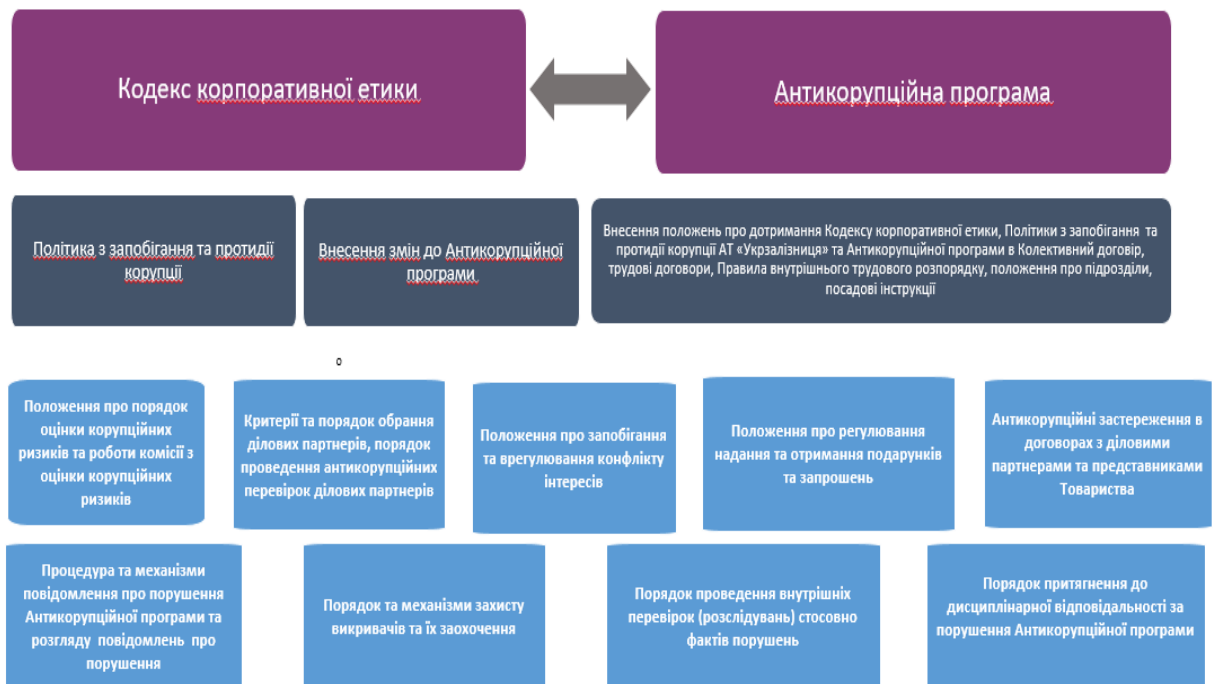 Кодекс корпоративної етики
Антикорупційна програма
Політика з запобігання та протидії
корупції
Внесення змін до Антикорупційної
програми
Внесення положень про дотримання Кодексу корпоративної етики, Політики з запобігання та
протидії корупції АТ «Укрзалізниця» та Антикорупційної програми в Колективний договір,
трудові договори, Правила внутрішнього трудового розпорядку, положення про підрозділи,
посадові інструкції
о
Положення про порядок
оцінки корупційних
ризиків та роботи комісії з
оцінки корупційних
ризиків
Критерії та порядок обрання
ділових партнерів, порядок
проведення антикорупційних
перевірок ділових партнерів
Положення про запобігання
та врегулювання конфлікту
інтересів
Положення про регулювання
надання та отримання подарунків
та запрошень
Антикорупційні застереження в
договорах з діловими
партнерами та представниками
Товариства
Процедура та механізми
повідомлення про порушення
Антикорупційної програми та
розгляду повідомлень про
порушення
Порядок та механізми захисту
викривачів та їх заохочення
Порядок проведення внутрішніх
перевірок (розслідувань) стосовно
фактів порушень
Порядок притягнення до
дисциплінарної відповідальності за
порушення Антикорупційної програми